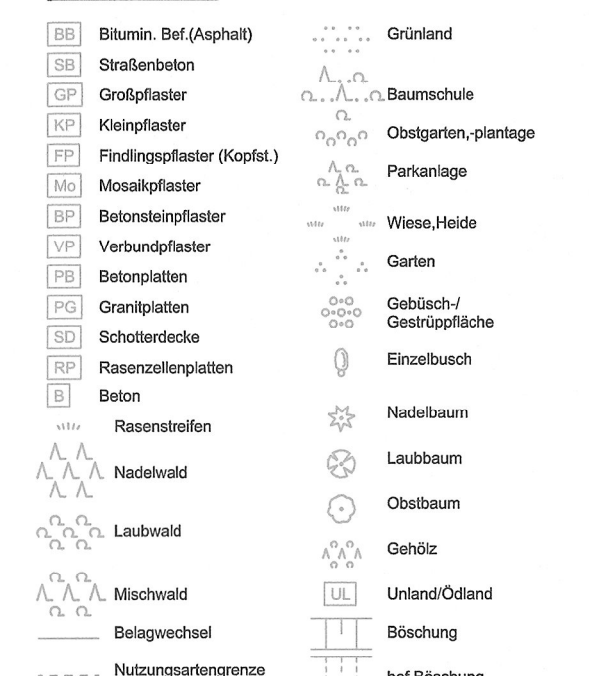 BB Bitumin. Bef.(Asphalt)
SB Straßenbeton
GP Großpflaster
KP Kleinpflaster
FP Findlingspflaster (Kopfst.)
Mo Mosaikpflaster
BP Betonsteinpflaster
VP Verbundpflaster
PB Betonplatten
PG Granitplatten
SD Schotterdecke
RP Rasenzellenplatten
B Beton
Rasenstreifen
Nadelwald
Laubwald
Mischwald
Belagwechsel
Nutzungsartengrenze
Grünland
Baumschule
Obstgarten,-plantage
Parkanlage
Wiese,Heide
Garten
Gebüsch-/
Gestrüppfläche
Einzelbusch
Nadelbaum
Laubbaum
Obstbaum
Gehölz
UL Unland/Ödland
Böschung
bef.Böschung